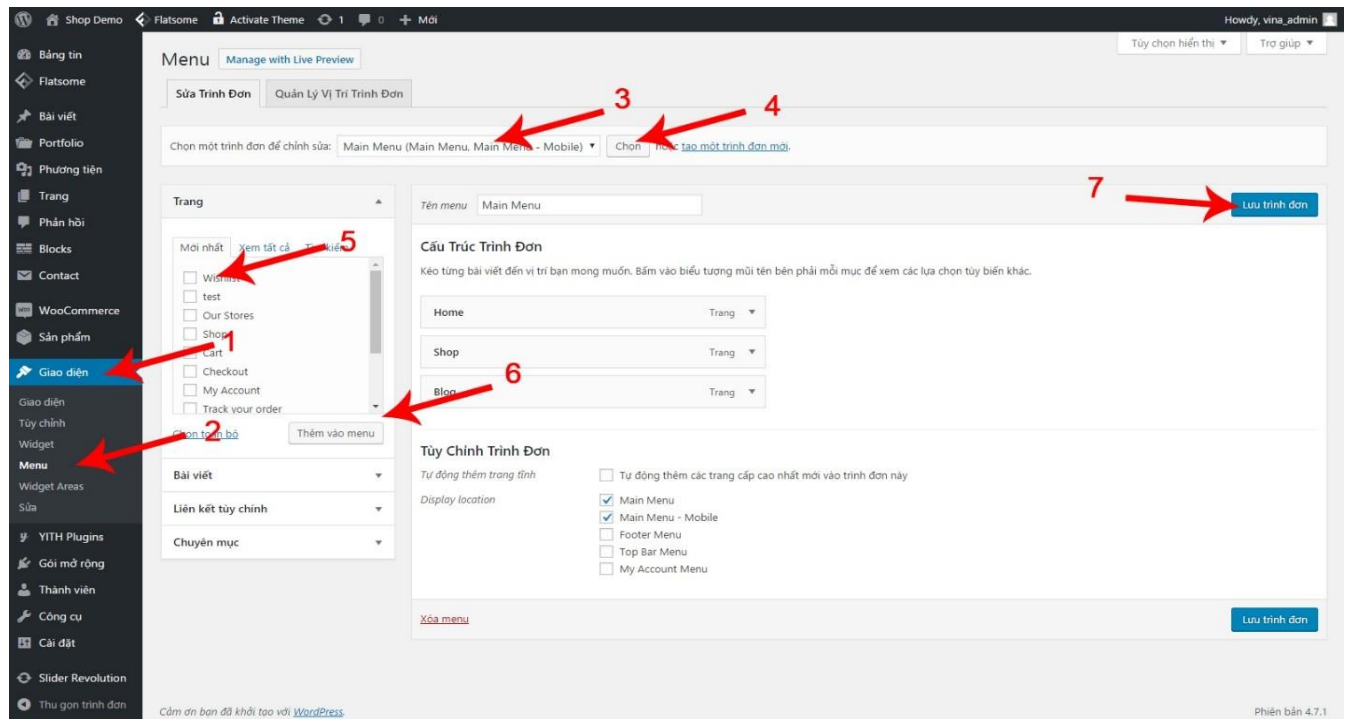 Shop Demo Flatsome Activate Theme 1 0 + Mới Howdy, vina_admin
Tùy chọn hiển thị ▼ Trợ giúp ▼
Bảng tin
Flatsome
Bài viết
Portfolio
Phương tiện
Trang
Phản hồi
Blocks
Contact
WooCommerce
Sản phẩm
Giao diện
Giao diện
Tùy chỉnh
Widget
Menu
Widget Areas
Sửa
YITH Plugins
Gói mở rộng
Thành viên
Công cụ
Cài đặt
Slider Revolution
Thu gọn trình đơn
Menu Manage with Live Preview
Sửa Trình Đơn Quản Lý Vị Trí Trình Đơn
3 4
Chọn một trình đơn để chỉnh sửa: Main Menu (Main Menu, Main Menu - Mobile) ▼ Chọn hoặc tạo một trình đơn mới.
Trang
Mới nhất Xem tất cả Tìm kiếm
5
Wishlist
test
Our Stores
Shop
1
Cart
Checkout
My Account
6
Track your order
Chọn toàn bộ Thêm vào menu
2
Bài viết
Liên kết tùy chỉnh
Chuyên mục
7
Tên menu Main Menu Lưu trình đơn
Cấu Trúc Trình Đơn
Kéo từng bài viết đến vị trí bạn mong muốn. Bấm vào biểu tượng mũi tên bên phải mỗi mục để xem các lựa chọn tùy biến khác.
Home Trang ▼
Shop Trang ▼
Blog Trang ▼
Tùy Chỉnh Trình Đơn
Tự động thêm trang tĩnh Tự động thêm các trang cấp cao nhất mới vào trình đơn này
Display location Main Menu
Main Menu - Mobile
Footer Menu
Top Bar Menu
My Account Menu
Xóa menu Lưu trình đơn
Cảm ơn bạn đã khởi tạo với WordPress. Phiên bản 4.7.1